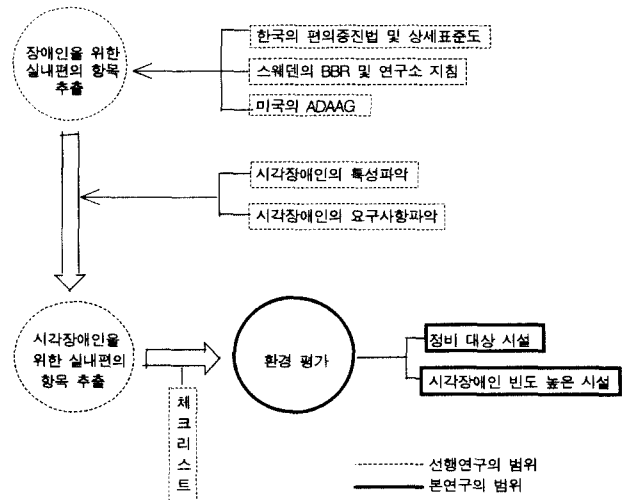 장애인을 위한
실내편의 항목
추출
한국의 편의증진법 및 상세표준도
스웨덴의 BBR 및 연구소 지침
미국의 ADAAG
시각장애인의 특성파악
시각장애인의 요구사항파악
시각장애인을
위한 실내편의
항목 추출
체크리스트
환경 평가
정비 대상 시설
시각장애인 빈도 높은 시설
선행연구의 범위
본연구의 범위